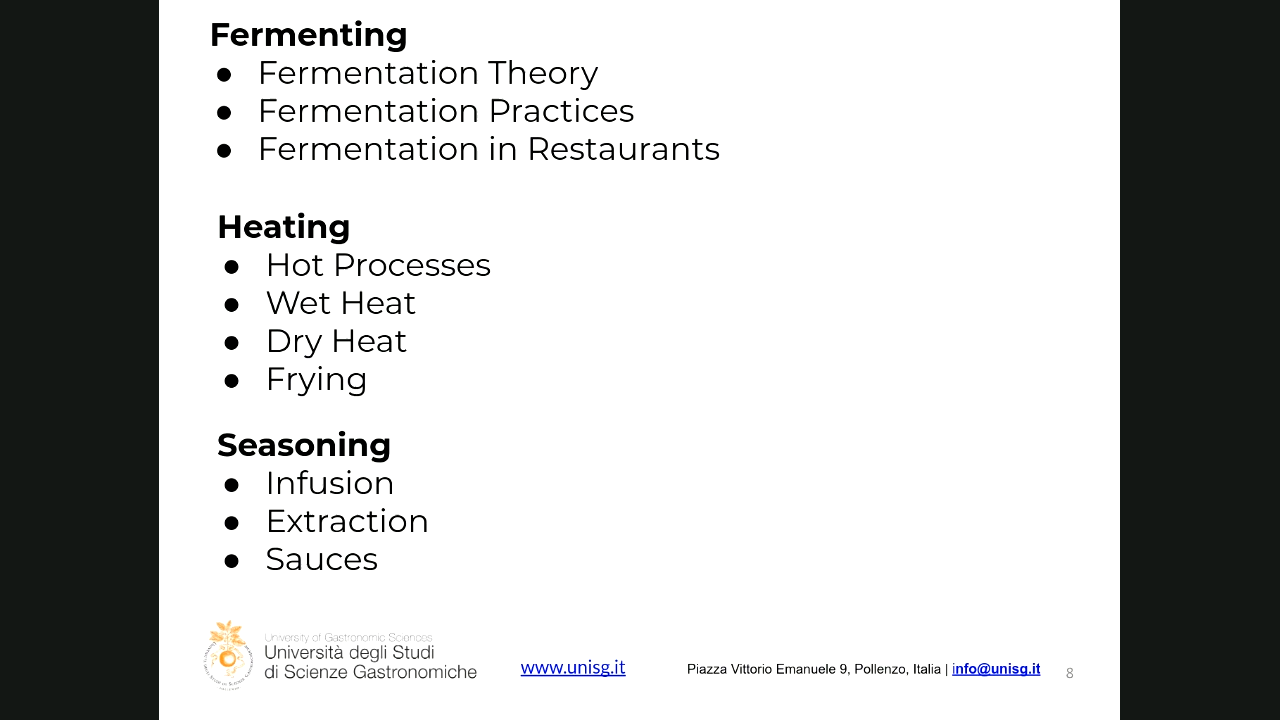 Fermenting
● Fermentation Theory
● Fermentation Practices
● Fermentation in Restaurants
Heating
● Hot Processes
● Wet Heat
● Dry Heat
● Frying
Seasoning
● Infusion
● Extraction
● Sauces
University of Gastronomic Sciences
Università degli Studi
di Scienze Gastronomiche
www.unisg.it
Piazza Vittorio Emanuele 9, Pollenzo, Italia | info@unisg.it
8